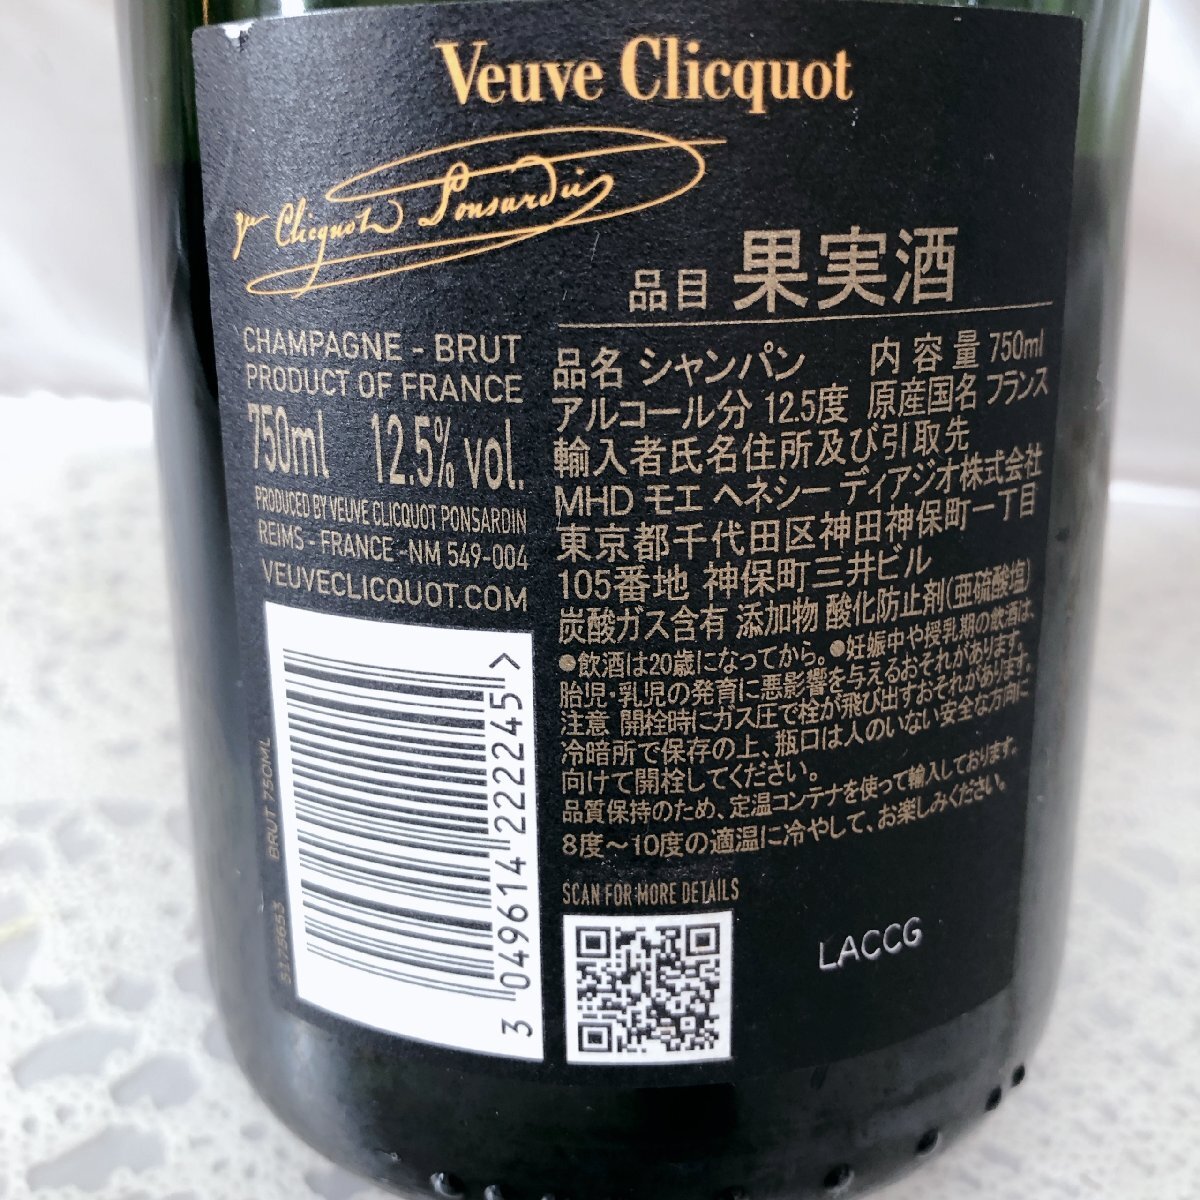 Veuve Clicquot
Vve Clicquot Ponsardin
CHAMPAGNE - BRUT
PRODUCT OF FRANCE
750ml 12.5% vol.
PRODUCED BY VEUVE CLICQUOT PONSARDIN
REIMS - FRANCE - NM 549-004
VEUVECLICQUOT.COM
品目 果実酒
品名 シャンパン 内容量 750ml
アルコール分 12.5度 原産国名 フランス
輸入者氏名住所及び引取先
MHD モエ ヘネシー ディアジオ株式会社
東京都千代田区神田神保町一丁目
105番地 神保町三井ビル
炭酸ガス含有 添加物 酸化防止剤(亜硫酸塩)
●飲酒は20歳になってから。●妊娠中や授乳期の飲酒は、
胎児・乳児の発育に悪影響を与えるおそれがあります。
注意 開栓時にガス圧で栓が飛び出すおそれがあります。
冷暗所で保存の上、瓶口は人のいない安全な方向に
向けて開栓してください。
品質保持のため、定温コンテナを使って輸入しております。
8度～10度の適温に冷やして、お楽しみください。
SCAN FOR MORE DETAILS
LACCG
BRUT 750ML
5175653
3 049614 222245 >